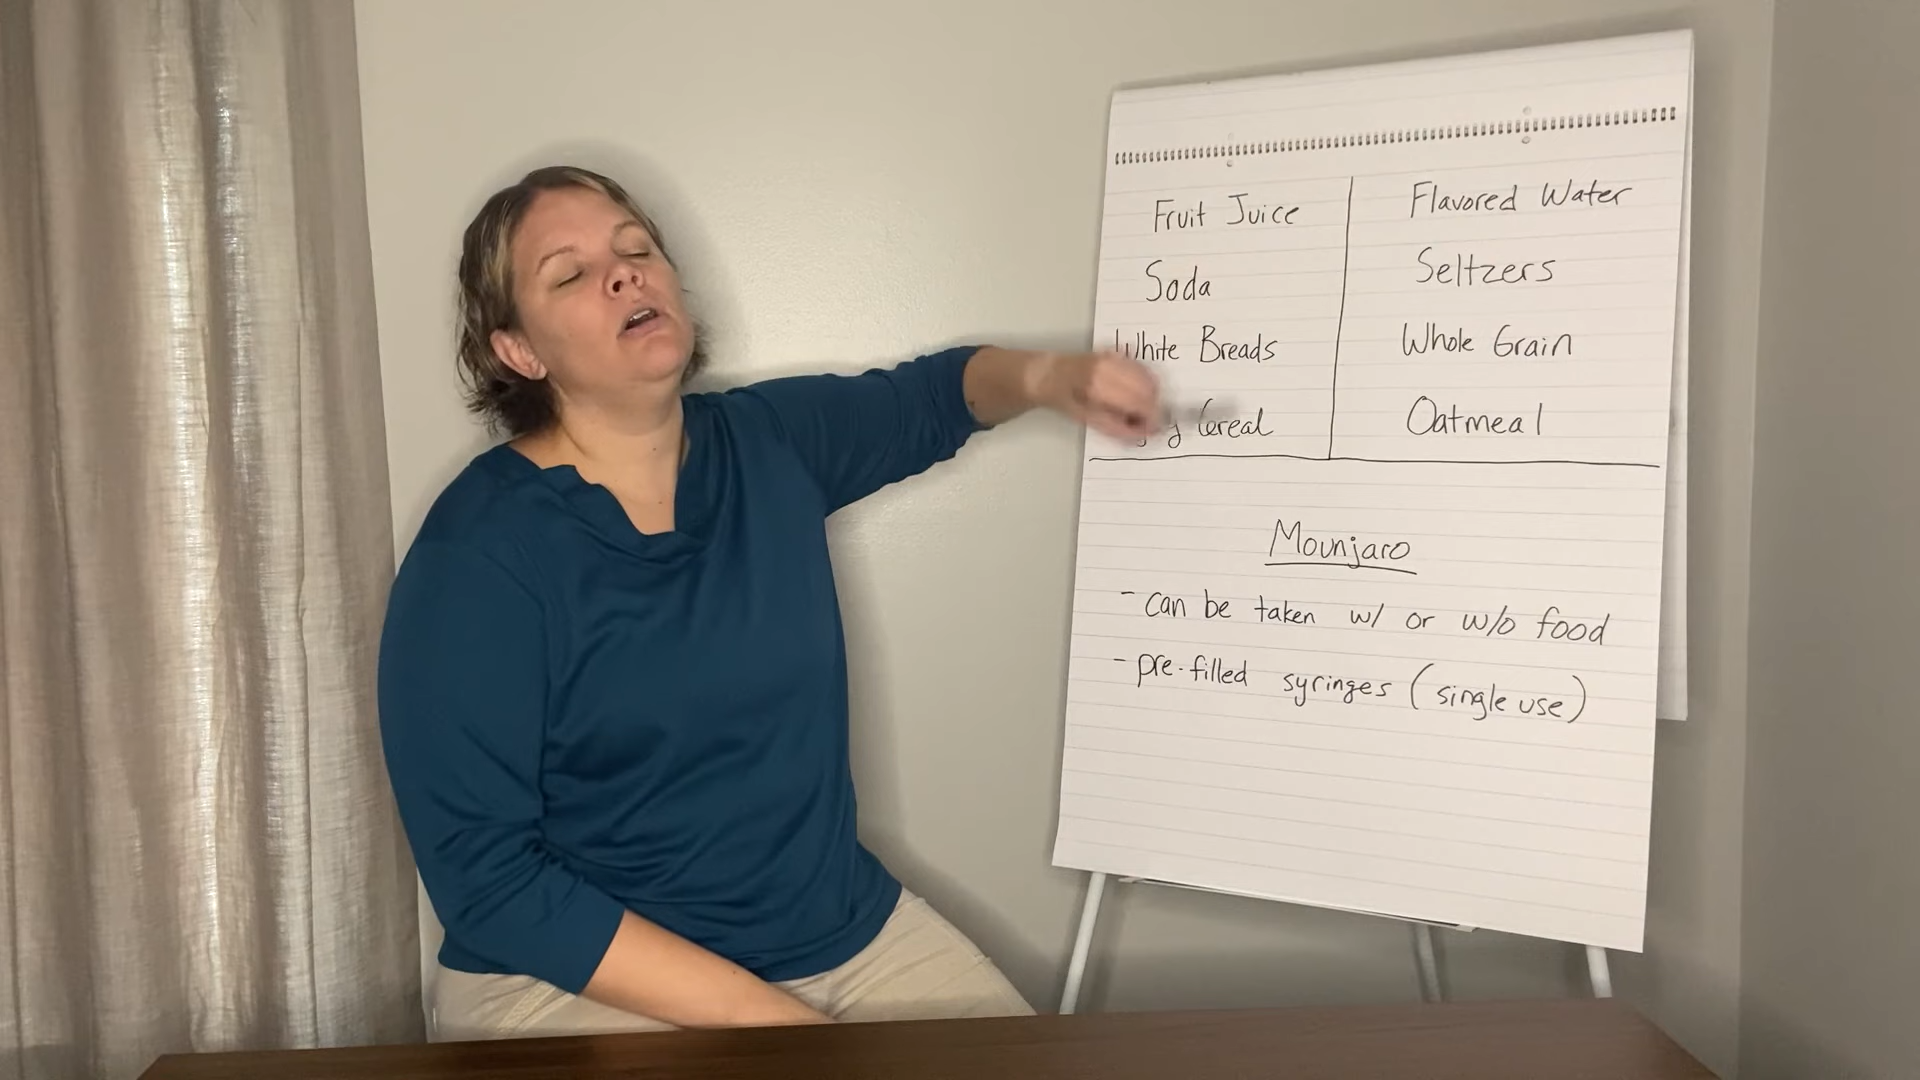 Fruit Juice Flavored Water
Soda Seltzers
White Breads Whole Grain
Cereal Oatmeal
Mounjaro
- can be taken w/ or w/o food
- pre-filled syringes (single use)